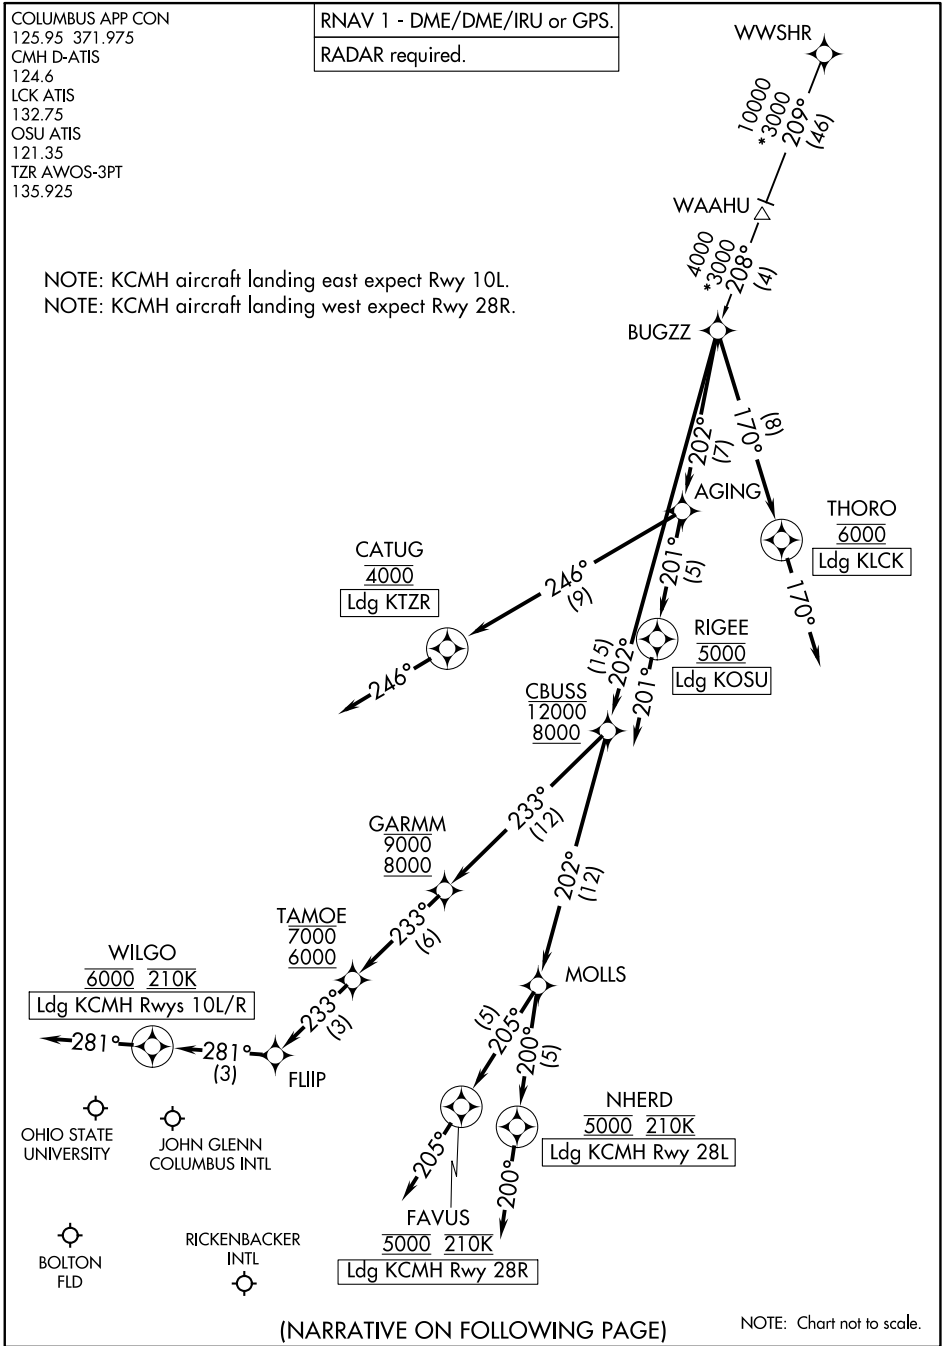 COLUMBUS APP CON
125.95 371.975
CMH D-ATIS
124.6
LCK ATIS
132.75
OSU ATIS
121.35
TZR AWOS-3PT
135.925
RNAV 1 - DME/DME/IRU or GPS.
RADAR required.
NOTE: KCMH aircraft landing east expect Rwy 10L.
NOTE: KCMH aircraft landing west expect Rwy 28R.
WWSHR
10000
*3000
209°
(46)
WAAHU
4000
*3000
208°
(4)
BUGZZ
202°
(7)
170°
(8)
AGING
THORO
6000
Ldg KLCK
170°
CATUG
4000
Ldg KTZR
246°
(9)
246°
201°
(5)
RIGEE
5000
Ldg KOSU
201°
(15)
202°
CBUSS
12000
8000
233°
(12)
202°
(12)
GARMM
9000
8000
233°
(6)
TAMOE
7000
6000
233°
(3)
WILGO
6000 210K
Ldg KCMH Rwys 10L/R
281°
281°
(3)
FLIIP
MOLLS
(5)
205°
200°
(5)
NHERD
5000 210K
Ldg KCMH Rwy 28L
205°
200°
FAVUS
5000 210K
Ldg KCMH Rwy 28R
OHIO STATE
UNIVERSITY
JOHN GLENN
COLUMBUS INTL
BOLTON
FLD
RICKENBACKER
INTL
(NARRATIVE ON FOLLOWING PAGE)
NOTE: Chart not to scale.